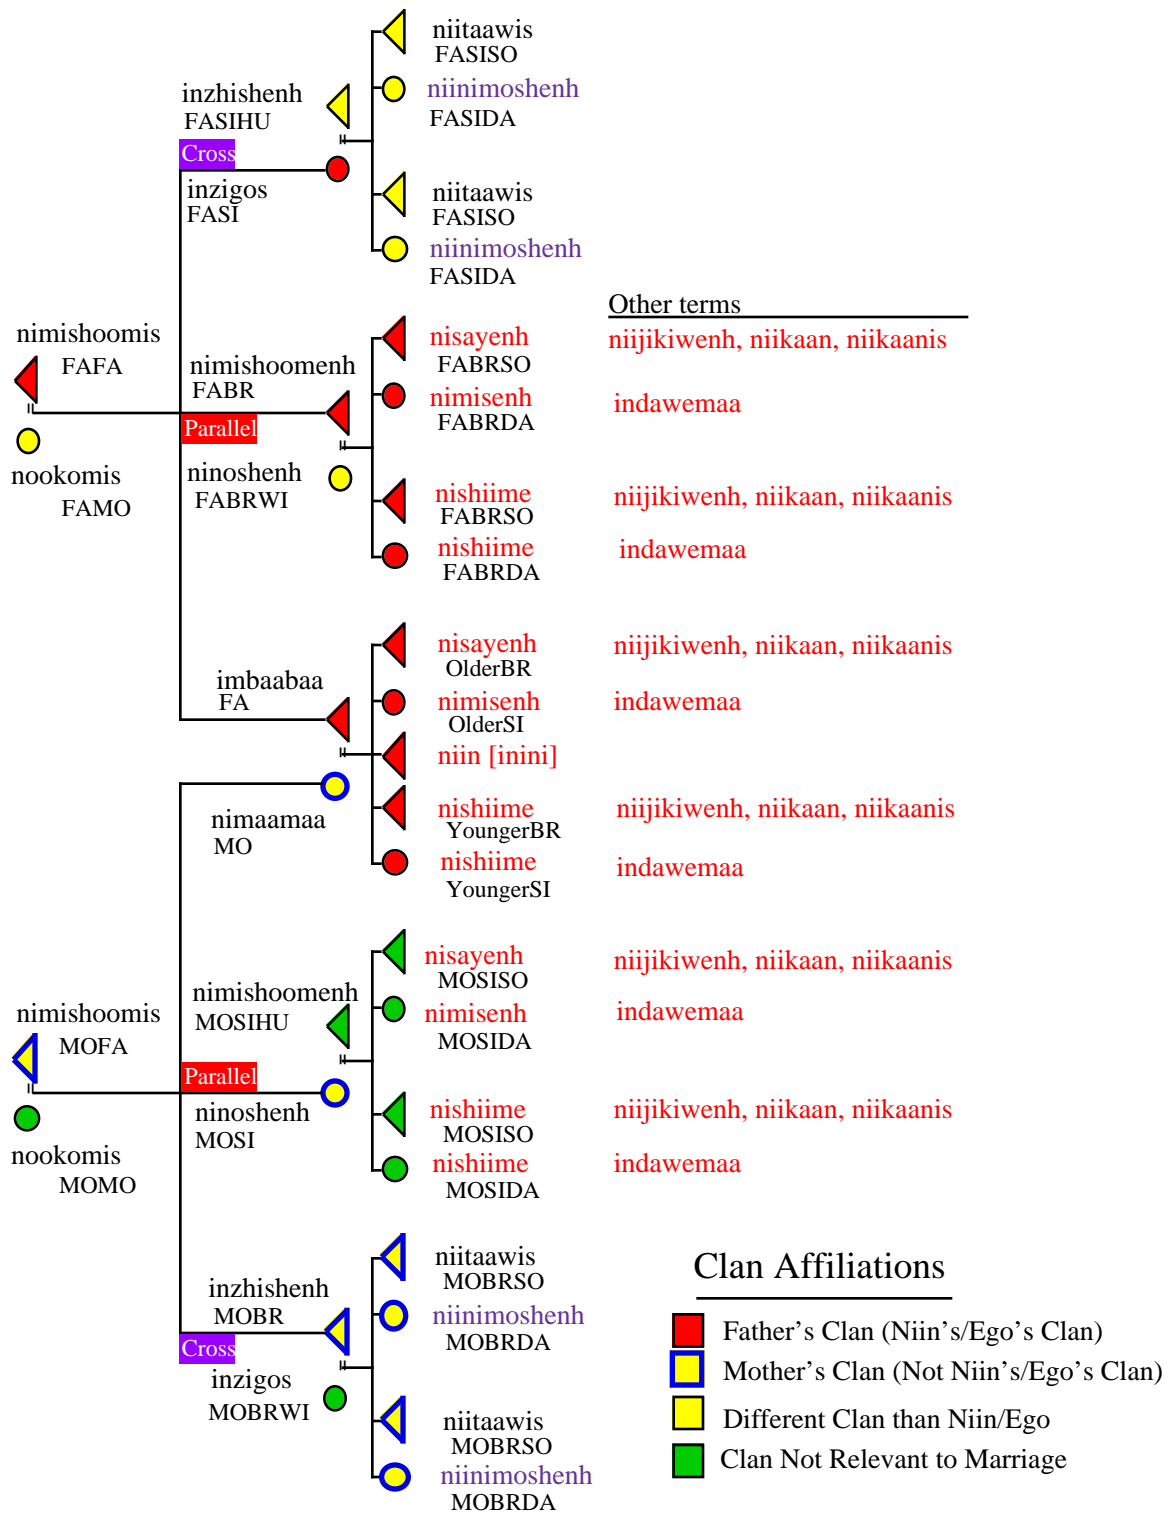 niitaawis
FASISO
niinimoshenh
FASIDA
inzhishenh
FASIHU
Cross
inzigos
FASI
niitaawis
FASISO
niinimoshenh
FASIDA
Other terms
nimishoomis
FAFA
nimishoomenh
FABR
nisayenh
FABRSO
niijikiwenh, niikaan, niikaanis
nimisenh
FABRDA
indawemaa
Parallel
nookomis
FAMO
ninoshenh
FABRWI
nishiime
FABRSO
niijikiwenh, niikaan, niikaanis
nishiime
FABRDA
indawemaa
nisayenh
OlderBR
niijikiwenh, niikaan, niikaanis
imbaabaa
FA
nimisenh
OlderSI
indawemaa
niin [inini]
nimaamaa
MO
nishiime
YoungerBR
niijikiwenh, niikaan, niikaanis
nishiime
YoungerSI
indawemaa
nisayenh
MOSISO
niijikiwenh, niikaan, niikaanis
nimishoomenh
MOSIHU
nimisenh
MOSIDA
indawemaa
nimishoomis
MOFA
Parallel
ninoshenh
MOSI
nishiime
MOSISO
niijikiwenh, niikaan, niikaanis
nookomis
MOMO
nishiime
MOSIDA
indawemaa
niitaawis
MOBRSO
inzhishenh
MOBR
niinimoshenh
MOBRDA
Cross
inzigos
MOBRWI
niitaawis
MOBRSO
niinimoshenh
MOBRDA
Clan Affiliations
Father's Clan (Niin's/Ego's Clan)
Mother's Clan (Not Niin's/Ego's Clan)
Different Clan than Niin/Ego
Clan Not Relevant to Marriage